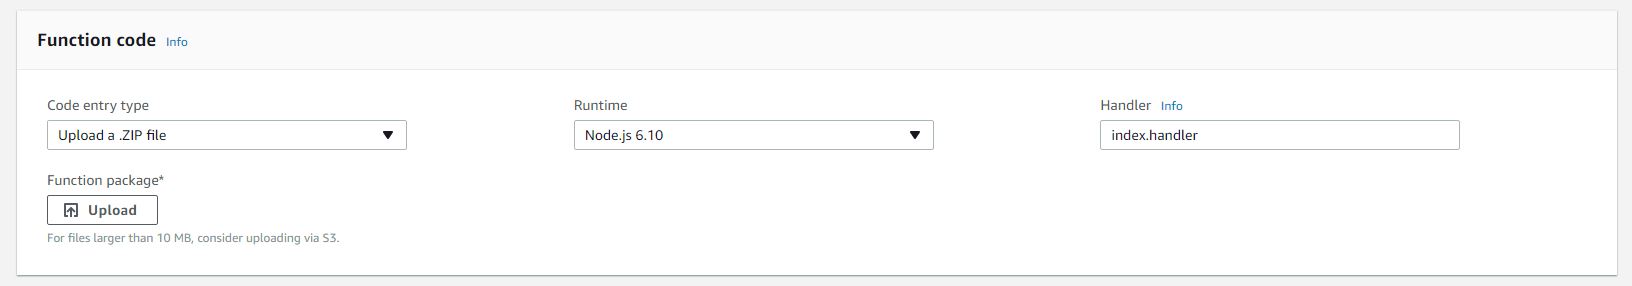 Function code Info
Code entry type Runtime Handler Info
Upload a .ZIP file Node.js 6.10 index.handler
Function package*
Upload
For files larger than 10 MB, consider uploading via S3.